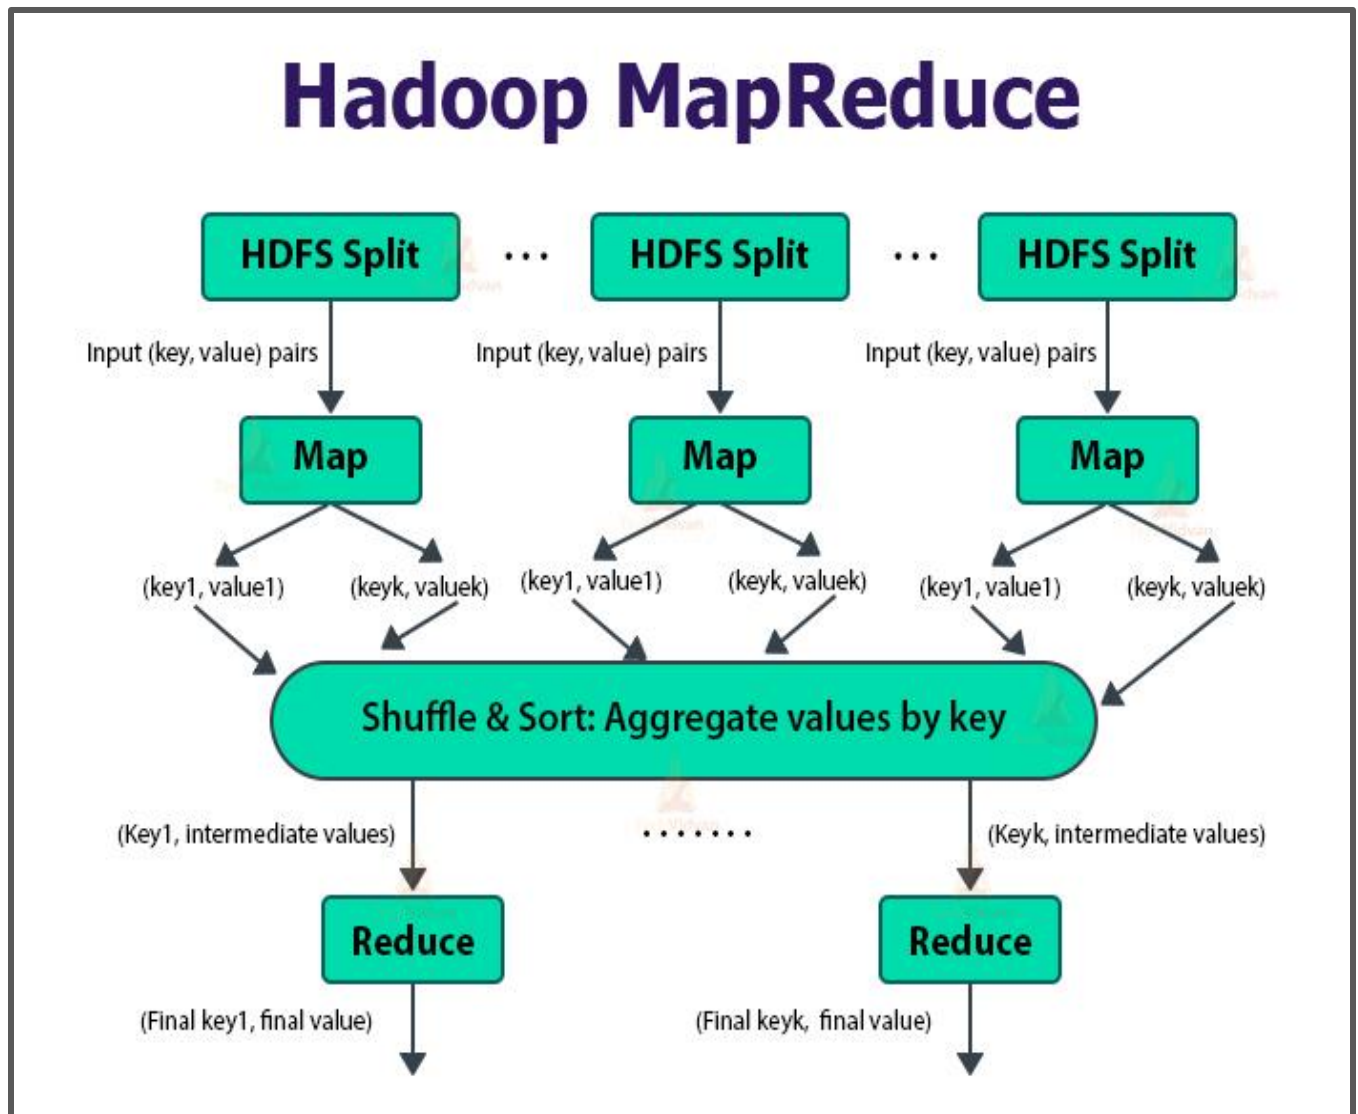 Hadoop MapReduce
HDFS Split ... HDFS Split ... HDFS Split
Input (key, value) pairs Input (key, value) pairs Input (key, value) pairs
Map Map Map
(key1, value1) (keyk, valuek) (key1, value1) (keyk, valuek) (key1, value1) (keyk, valuek)
Shuffle & Sort: Aggregate values by key
(Key1, intermediate values) ....... (Keyk, intermediate values)
Reduce Reduce
(Final key1, final value) (Final keyk, final value)